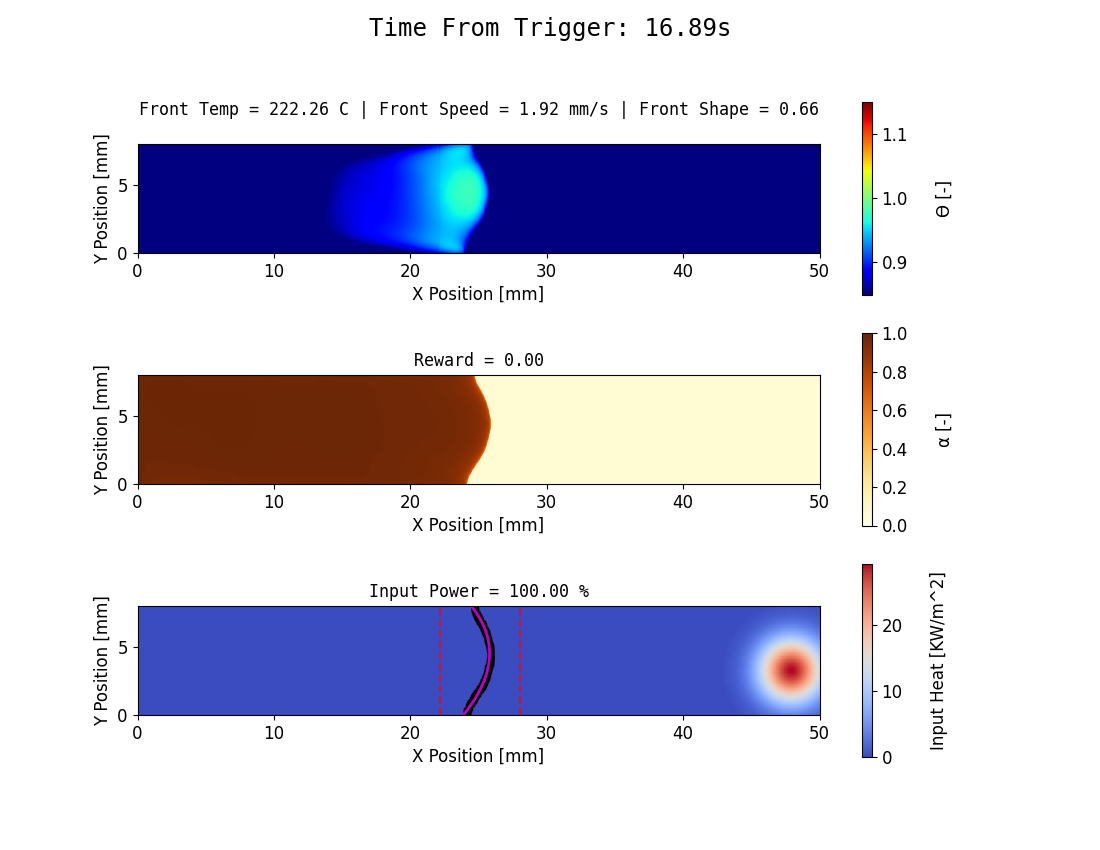 Time From Trigger: 16.89s
Front Temp = 222.26 C | Front Speed = 1.92 mm/s | Front Shape = 0.66
Y Position [mm]
5
0
0 10 20 30 40 50
X Position [mm]
1.1
1.0
0.9
Θ [-]
Reward = 0.00
Y Position [mm]
5
0
0 10 20 30 40 50
X Position [mm]
1.0
0.8
0.6
0.4
0.2
0.0
α [-]
Input Power = 100.00 %
Y Position [mm]
5
0
0 10 20 30 40 50
X Position [mm]
20
10
0
Input Heat [KW/m^2]